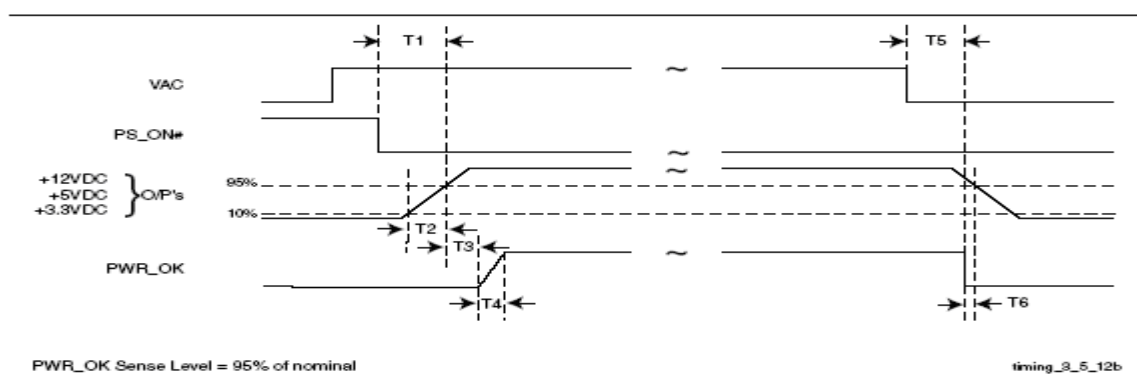 T1
T5
VAC
~
PS_ON#
~
+12VDC
+5VDC
+3.3VDC
} O/P's
95%
~
10%
T2
T3
PWR_OK
~
T4
T6
PWR_OK Sense Level = 95% of nominal
timing_3_5_12b